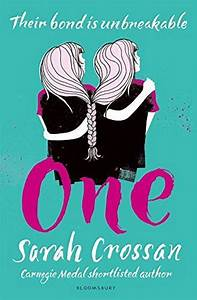 Their bond is unbreakable
One
Sarah Crossan
Carnegie Medal shortlisted author
BLOOMSBURY